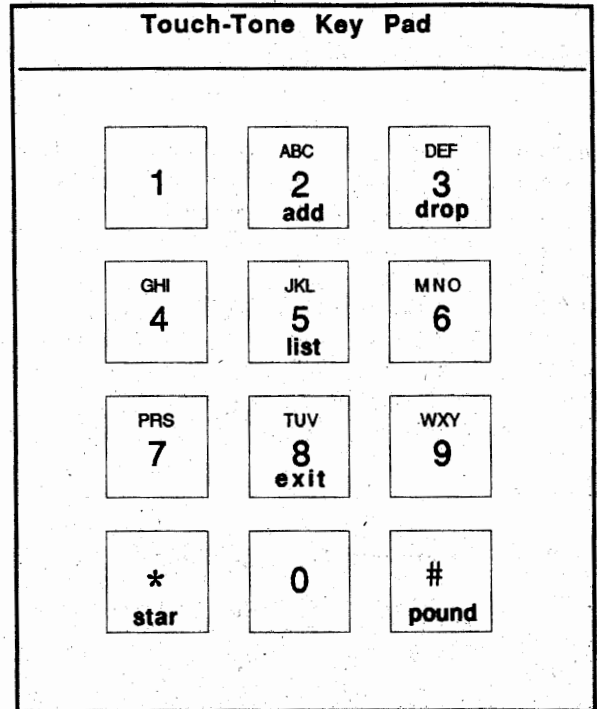 Touch-Tone Key Pad
1
ABC
2
add
DEF
3
drop
GHI
4
JKL
5
list
MNO
6
PRS
7
TUV
8
exit
WXY
9
*
star
0
#
pound